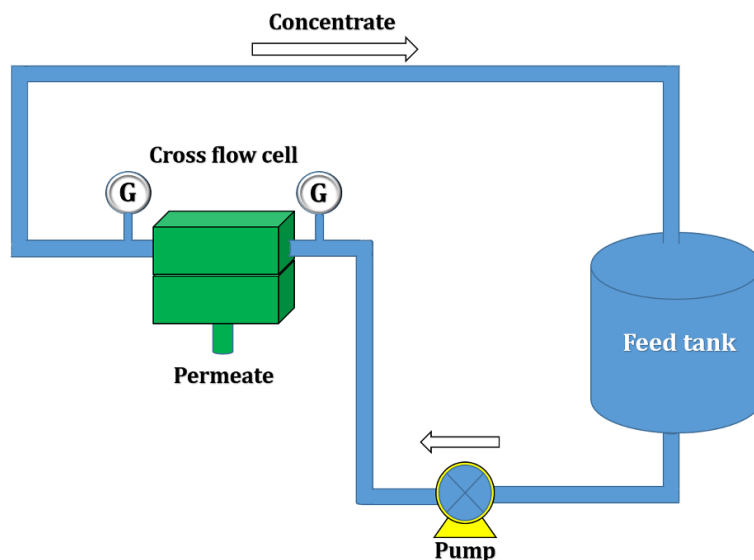 Concentrate
Cross flow cell
G
G
Feed tank
Permeate
Pump